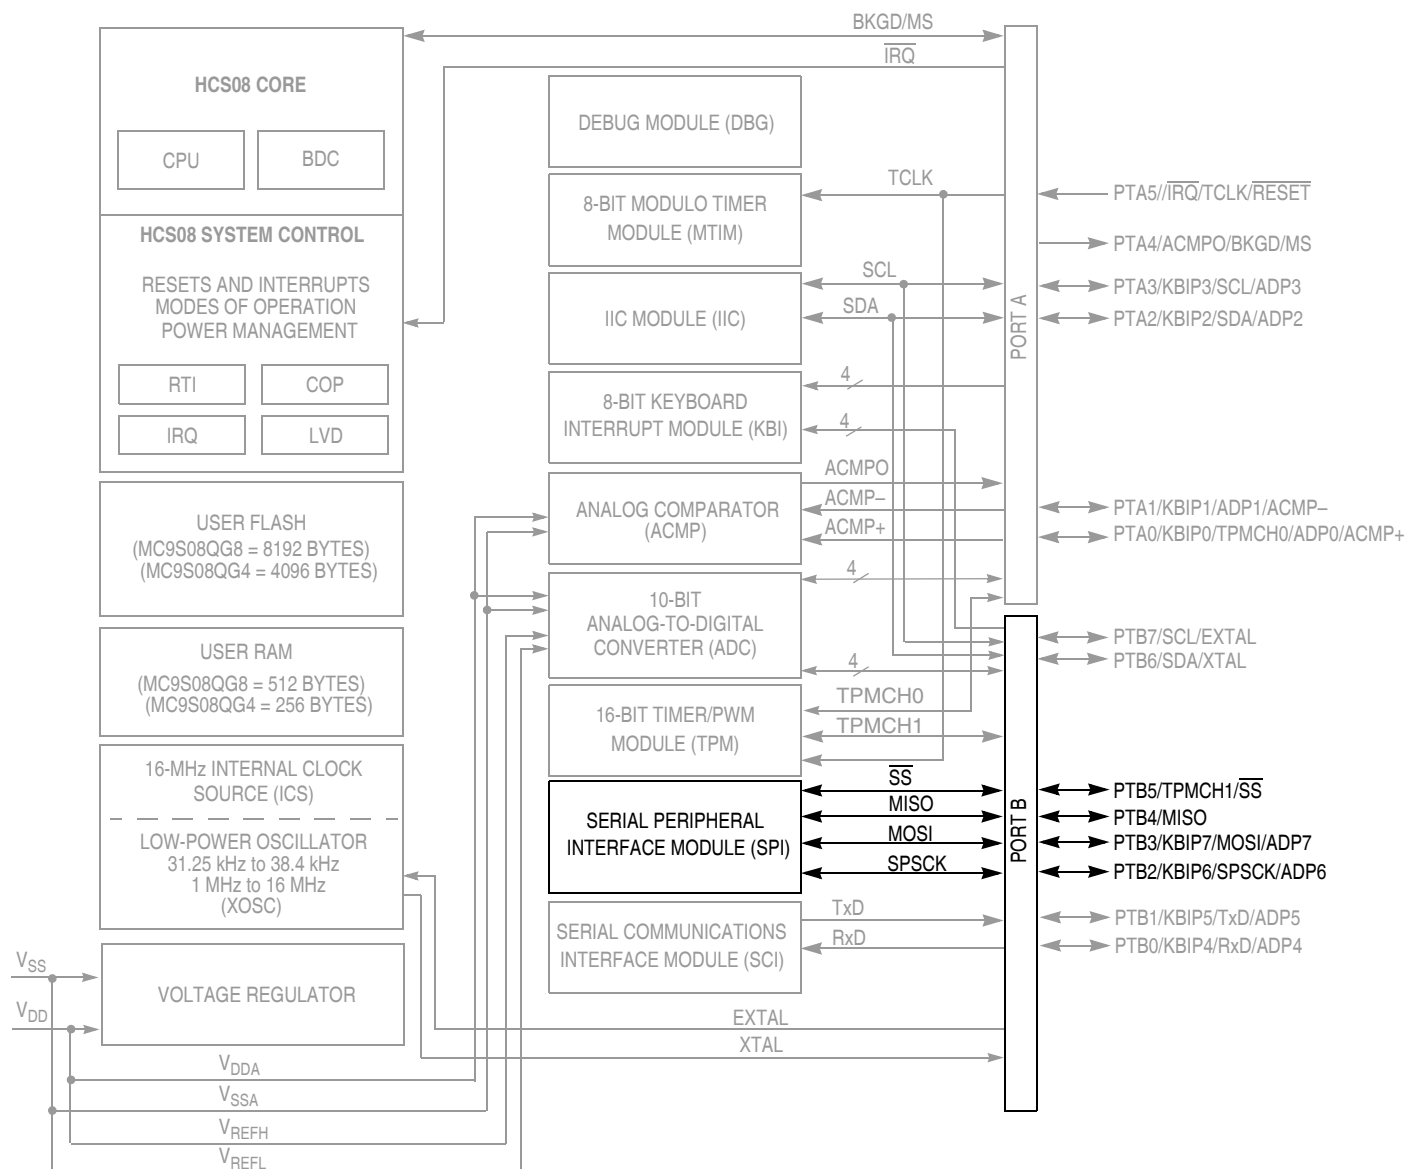 BKGD/MS
IRQ
HCS08 CORE
CPU
BDC
HCS08 SYSTEM CONTROL
RESETS AND INTERRUPTS
MODES OF OPERATION
POWER MANAGEMENT
RTI
COP
IRQ
LVD
USER FLASH
(MC9S08QG8 = 8192 BYTES)
(MC9S08QG4 = 4096 BYTES)
USER RAM
(MC9S08QG8 = 512 BYTES)
(MC9S08QG4 = 256 BYTES)
16-MHz INTERNAL CLOCK
SOURCE (ICS)
LOW-POWER OSCILLATOR
31.25 kHz to 38.4 kHz
1 MHz to 16 MHz
(XOSC)
VSS
VDD
VOLTAGE REGULATOR
VDDA
VSSA
VREFH
VREFL
DEBUG MODULE (DBG)
8-BIT MODULO TIMER
MODULE (MTIM)
TCLK
IIC MODULE (IIC)
SCL
SDA
8-BIT KEYBOARD
INTERRUPT MODULE (KBI)
4
4
ANALOG COMPARATOR
(ACMP)
ACMPO
ACMP–
ACMP+
10-BIT
ANALOG-TO-DIGITAL
CONVERTER (ADC)
4
4
16-BIT TIMER/PWM
MODULE (TPM)
TPMCH0
TPMCH1
SERIAL PERIPHERAL
INTERFACE MODULE (SPI)
SS
MISO
MOSI
SPSCK
SERIAL COMMUNICATIONS
INTERFACE MODULE (SCI)
TxD
RxD
EXTAL
XTAL
PORT A
PTA5//IRQ/TCLK/RESET
PTA4/ACMPO/BKGD/MS
PTA3/KBIP3/SCL/ADP3
PTA2/KBIP2/SDA/ADP2
PTA1/KBIP1/ADP1/ACMP–
PTA0/KBIP0/TPMCH0/ADP0/ACMP+
PORT B
PTB7/SCL/EXTAL
PTB6/SDA/XTAL
PTB5/TPMCH1/SS
PTB4/MISO
PTB3/KBIP7/MOSI/ADP7
PTB2/KBIP6/SPSCK/ADP6
PTB1/KBIP5/TxD/ADP5
PTB0/KBIP4/RxD/ADP4